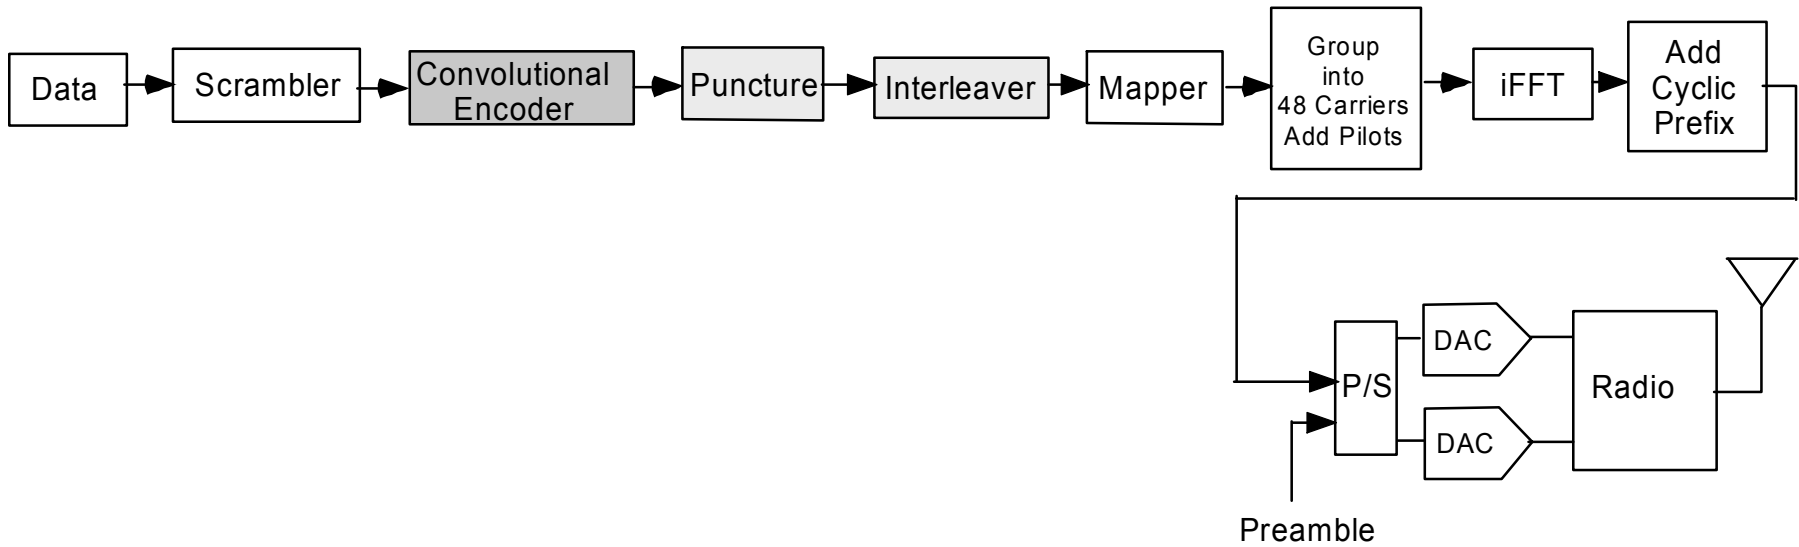 Data
Scrambler
Convolutional
Encoder
Puncture
Interleaver
Mapper
Group
into
48 Carriers
Add Pilots
iFFT
Add
Cyclic
Prefix
P/S
DAC
DAC
Radio
Preamble